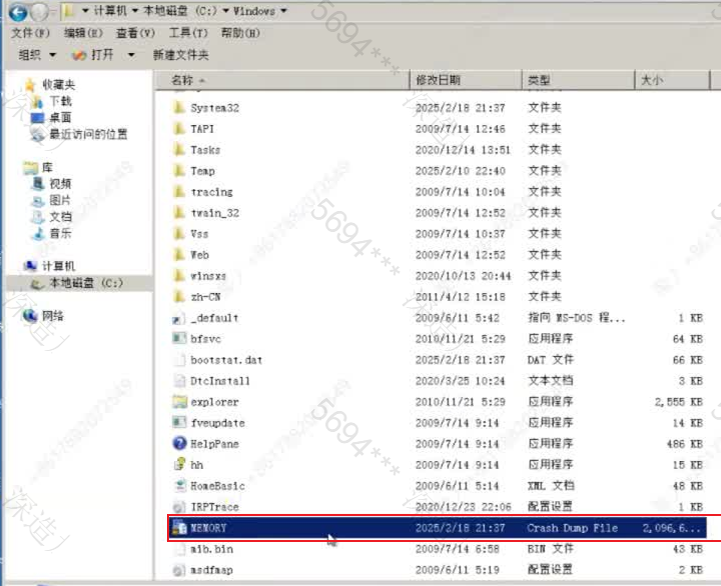 计算机 本地磁盘 (C:) Windows
文件(F) 编辑(E) 查看(V) 工具(T) 帮助(H)
组织 打开 新建文件夹
收藏夹
下载
桌面
最近访问的位置
库
视频
图片
文档
音乐
计算机
本地磁盘 (C:)
网络
名称 修改日期 类型 大小
System32 2025/2/18 21:37 文件夹
TAPI 2009/7/14 12:46 文件夹
Tasks 2020/12/14 13:51 文件夹
Temp 2025/2/10 22:40 文件夹
tracing 2009/7/14 10:04 文件夹
twain_32 2009/7/14 12:52 文件夹
Vss 2009/7/14 10:37 文件夹
Web 2009/7/14 12:52 文件夹
winsxs 2020/10/13 20:44 文件夹
zh-CN 2011/4/12 15:18 文件夹
_default 2009/6/11 5:42 指向 MS-DOS 程... 1 KB
bfsvc 2010/11/21 5:29 应用程序 64 KB
bootstat.dat 2025/2/18 21:37 DAT 文件 66 KB
DtcInstall 2020/3/25 10:24 文本文档 3 KB
explorer 2010/11/21 5:29 应用程序 2,555 KB
fveupdate 2009/7/14 9:14 应用程序 14 KB
HelpPane 2009/7/14 9:14 应用程序 486 KB
hh 2009/7/14 9:14 应用程序 15 KB
HomeBasic 2009/6/11 5:14 XML 文档 48 KB
IRPTrace 2020/12/23 22:06 配置设置 1 KB
MEMORY 2025/2/18 21:37 Crash Dump File 2,096,6...
mib.bin 2009/7/14 6:58 BIN 文件 43 KB
msdfmap 2009/6/11 5:19 配置设置 2 KB
5694***
5694***
5694***